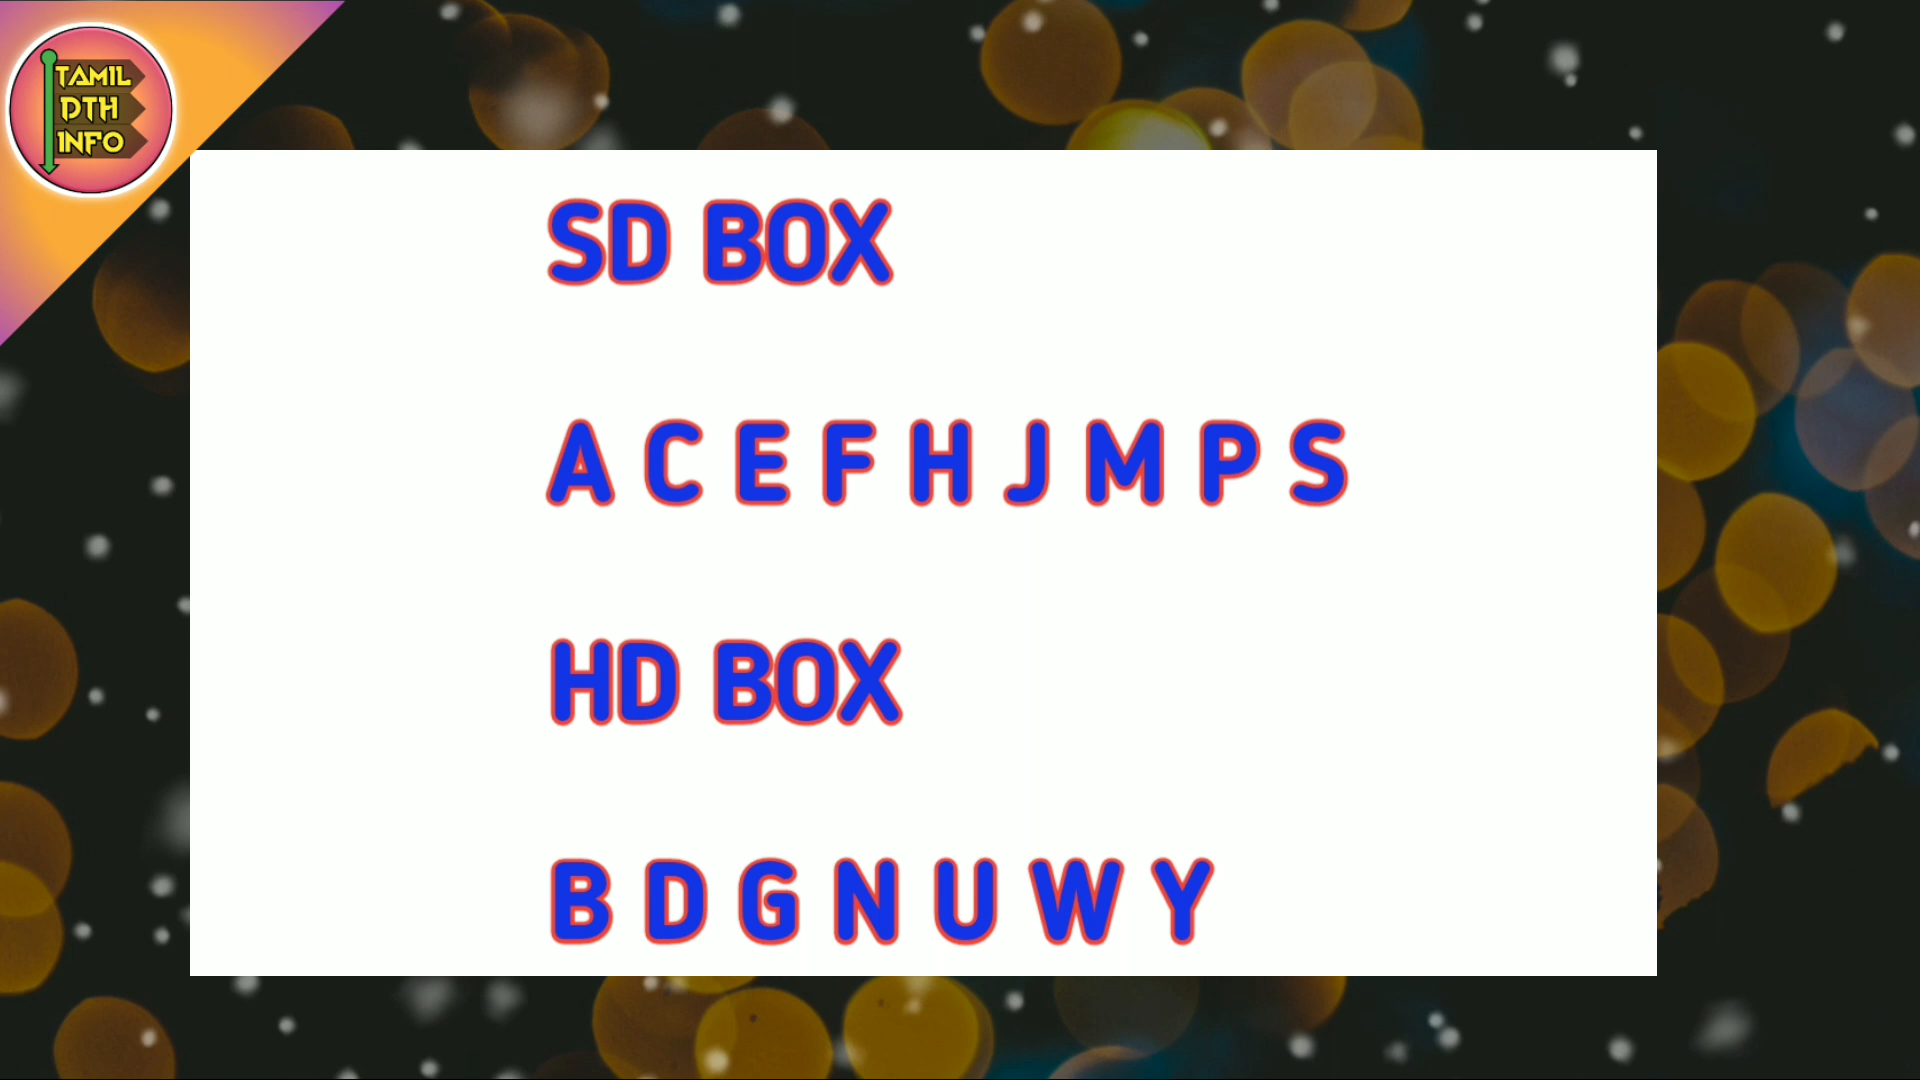 TAMIL
DTH
INFO
SD BOX
A C E F H J M P S
HD BOX
B D G N U W Y